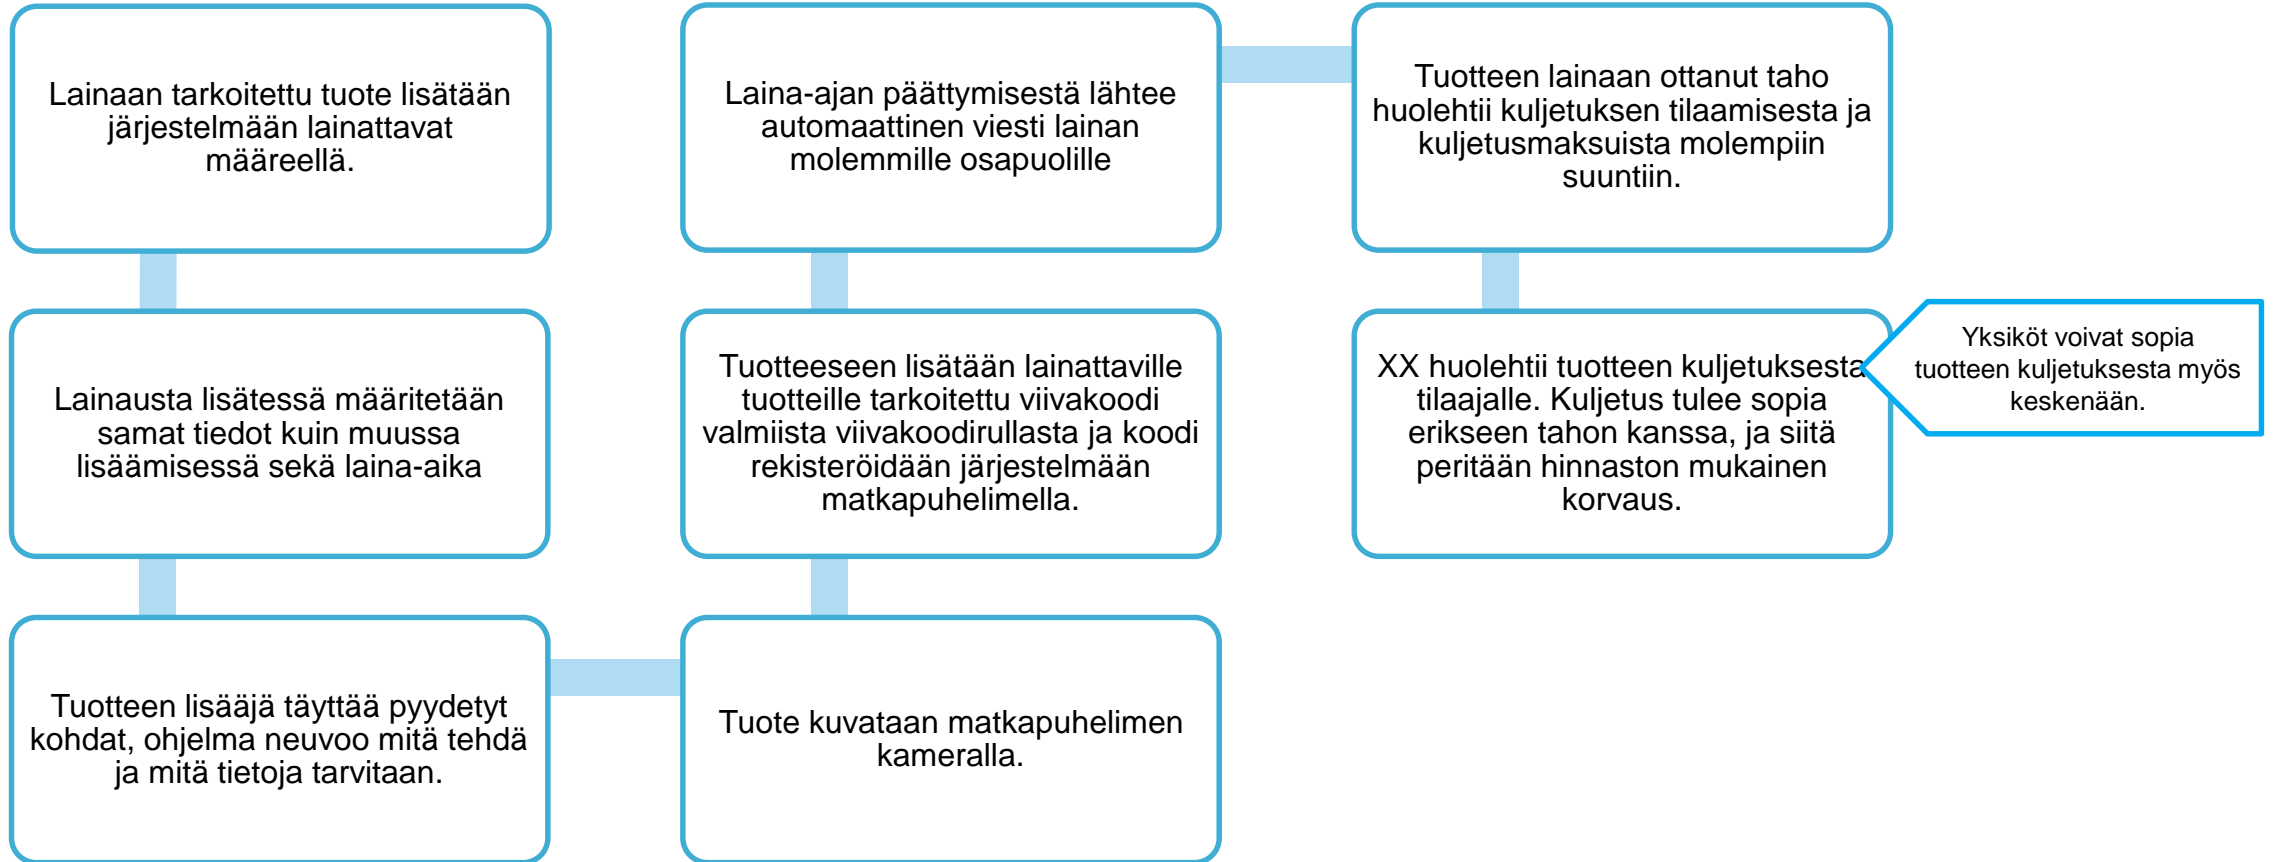 Lainaan tarkoitettu tuote lisätään
järjestelmään lainattavat
määreellä.
Lainausta lisätessä määritetään
samat tiedot kuin muussa
lisäämisessä sekä laina-aika
Tuotteen lisääjä täyttää pyydetyt
kohdat, ohjelma neuvoo mitä tehdä
ja mitä tietoja tarvitaan.
Tuote kuvataan matkapuhelimen
kameralla.
Tuotteeseen lisätään lainattaville
tuotteille tarkoitettu viivakoodi
valmiista viivakoodirullasta ja koodi
rekisteröidään järjestelmään
matkapuhelimella.
Laina-ajan päättymisestä lähtee
automaattinen viesti lainan
molemmille osapuolille
Tuotteen lainaan ottanut taho
huolehtii kuljetuksen tilaamisesta ja
kuljetusmaksuista molempiin
suuntiin.
XX huolehtii tuotteen kuljetuksesta
tilaajalle. Kuljetus tulee sopia
erikseen tahon kanssa, ja siitä
peritään hinnaston mukainen
korvaus.
Yksiköt voivat sopia
tuotteen kuljetuksesta myös
keskenään.